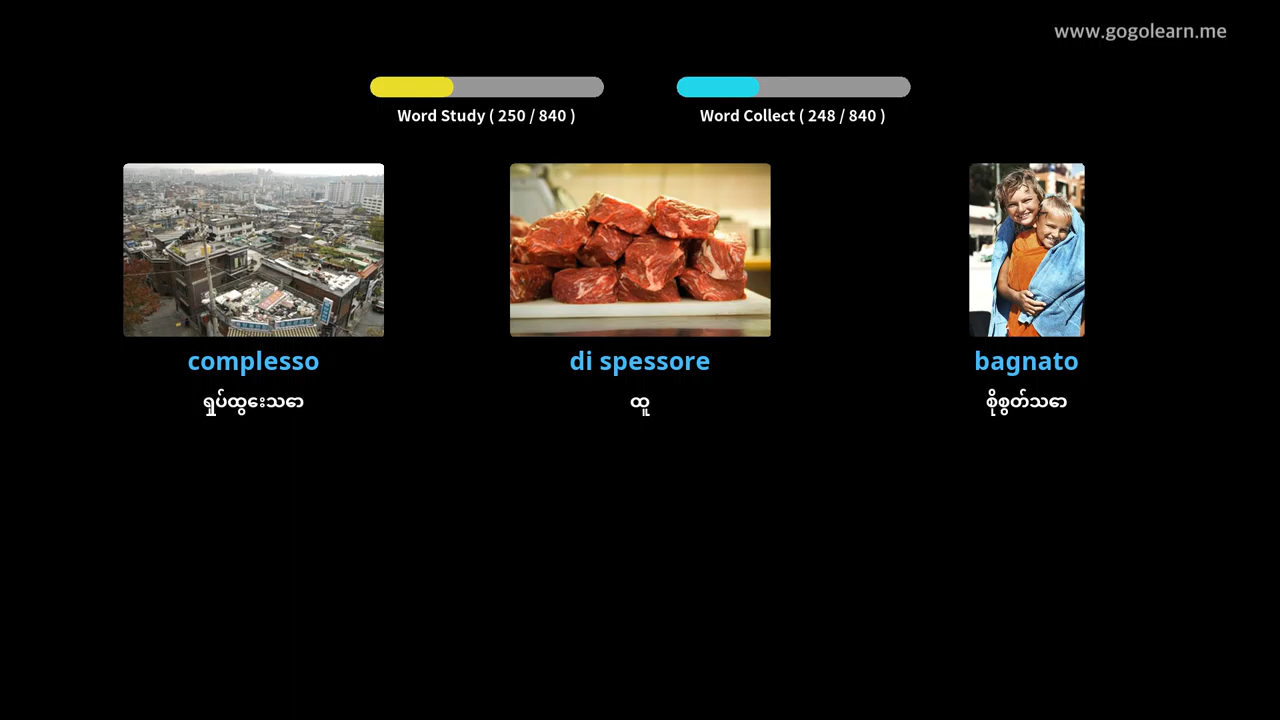 www.gogolearn.me
Word Study ( 250 / 840 )
Word Collect ( 248 / 840 )
complesso
di spessore
bagnato
ရှုပ်ထွေးသော
ထူ
စိုစွတ်သော